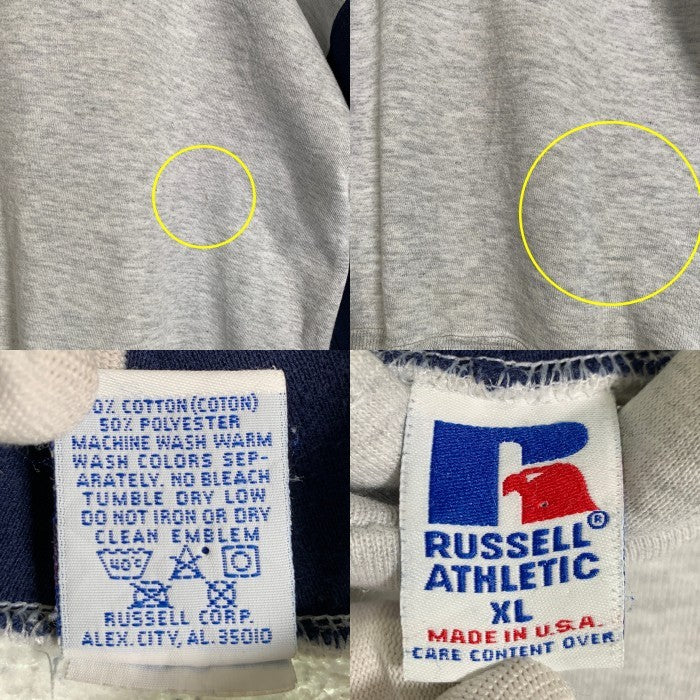 0% COTTON (COTON)
50% POLYESTER
MACHINE WASH WARM
WASH COLORS SEP-
ARATELY. NO BLEACH
TUMBLE DRY LOW
DO NOT IRON OR DRY
CLEAN EMBLEM
40°
RUSSELL CORP.
ALEX. CITY, AL. 35010
R
RUSSELL®
ATHLETIC
XL
MADE IN U.S.A.
CARE CONTENT OVER